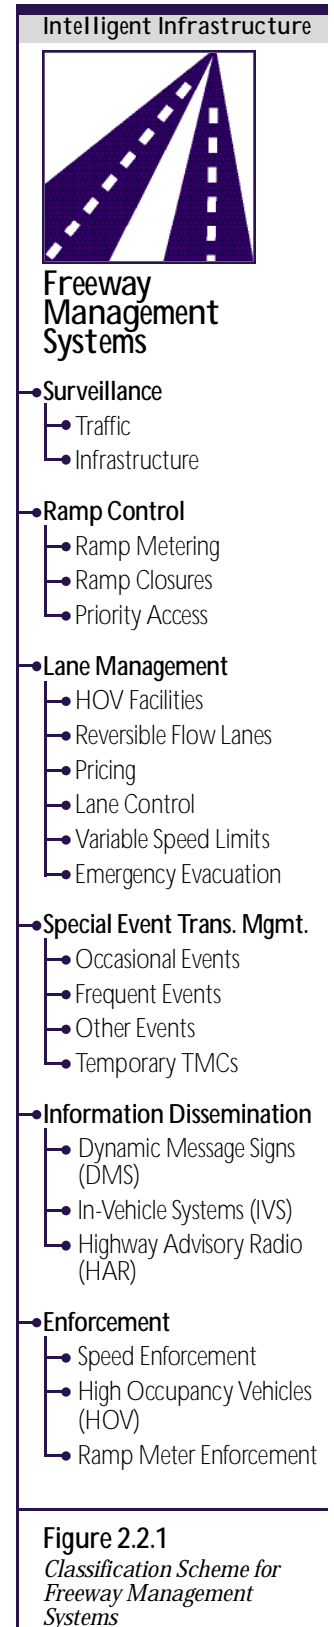 Intelligent Infrastructure
Freeway
Management
Systems
Surveillance
Traffic
Infrastructure
Ramp Control
Ramp Metering
Ramp Closures
Priority Access
Lane Management
HOV Facilities
Reversible Flow Lanes
Pricing
Lane Control
Variable Speed Limits
Emergency Evacuation
Special Event Trans. Mgmt.
Occasional Events
Frequent Events
Other Events
Temporary TMCs
Information Dissemination
Dynamic Message Signs
(DMS)
In-Vehicle Systems (IVS)
Highway Advisory Radio
(HAR)
Enforcement
Speed Enforcement
High Occupancy Vehicles
(HOV)
Ramp Meter Enforcement
Figure 2.2.1
Classification Scheme for
Freeway Management
Systems